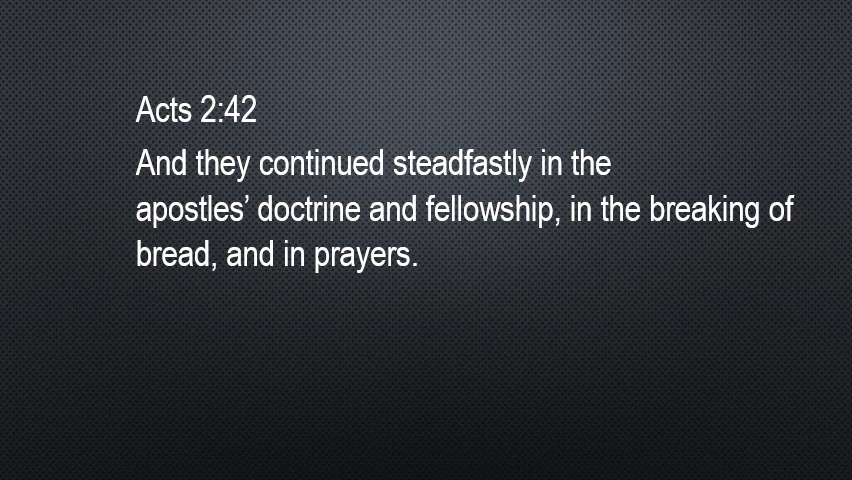 Acts 2:42
And they continued steadfastly in the
apostles’ doctrine and fellowship, in the breaking of
bread, and in prayers.